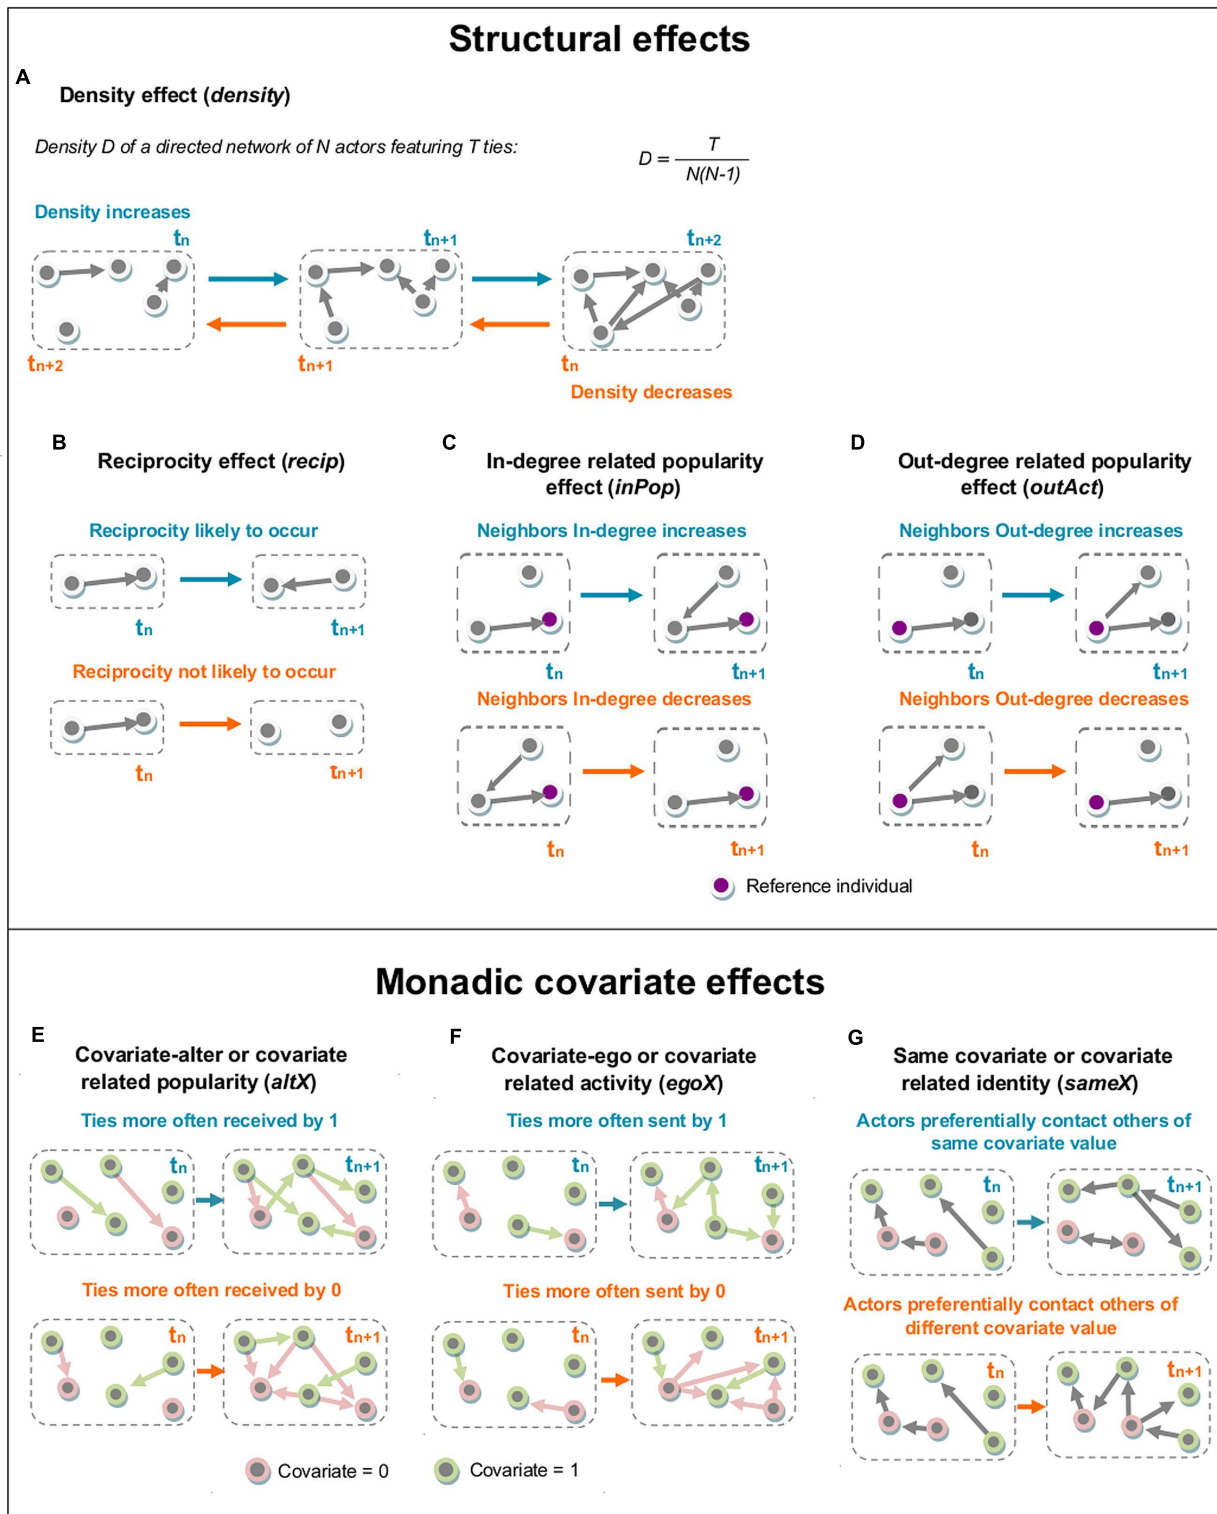 Structural effects
A
Density effect (density)
Density D of a directed network of N actors featuring T ties:
D = T / N(N-1)
Density increases
tn
tn+1
tn+2
tn+2
tn+1
tn
Density decreases
B
Reciprocity effect (recip)
Reciprocity likely to occur
tn
tn+1
Reciprocity not likely to occur
tn
tn+1
C
In-degree related popularity
effect (inPop)
Neighbors In-degree increases
tn
tn+1
Neighbors In-degree decreases
tn
tn+1
D
Out-degree related popularity
effect (outAct)
Neighbors Out-degree increases
tn
tn+1
Neighbors Out-degree decreases
tn
tn+1
Reference individual
Monadic covariate effects
E
Covariate-alter or covariate
related popularity (altX)
Ties more often received by 1
tn
tn+1
Ties more often received by 0
tn
tn+1
F
Covariate-ego or covariate
related activity (egoX)
Ties more often sent by 1
tn
tn+1
Ties more often sent by 0
tn
tn+1
G
Same covariate or covariate
related identity (sameX)
Actors preferentially contact others of
same covariate value
tn
tn+1
Actors preferentially contact others of
different covariate value
tn
tn+1
Covariate = 0
Covariate = 1